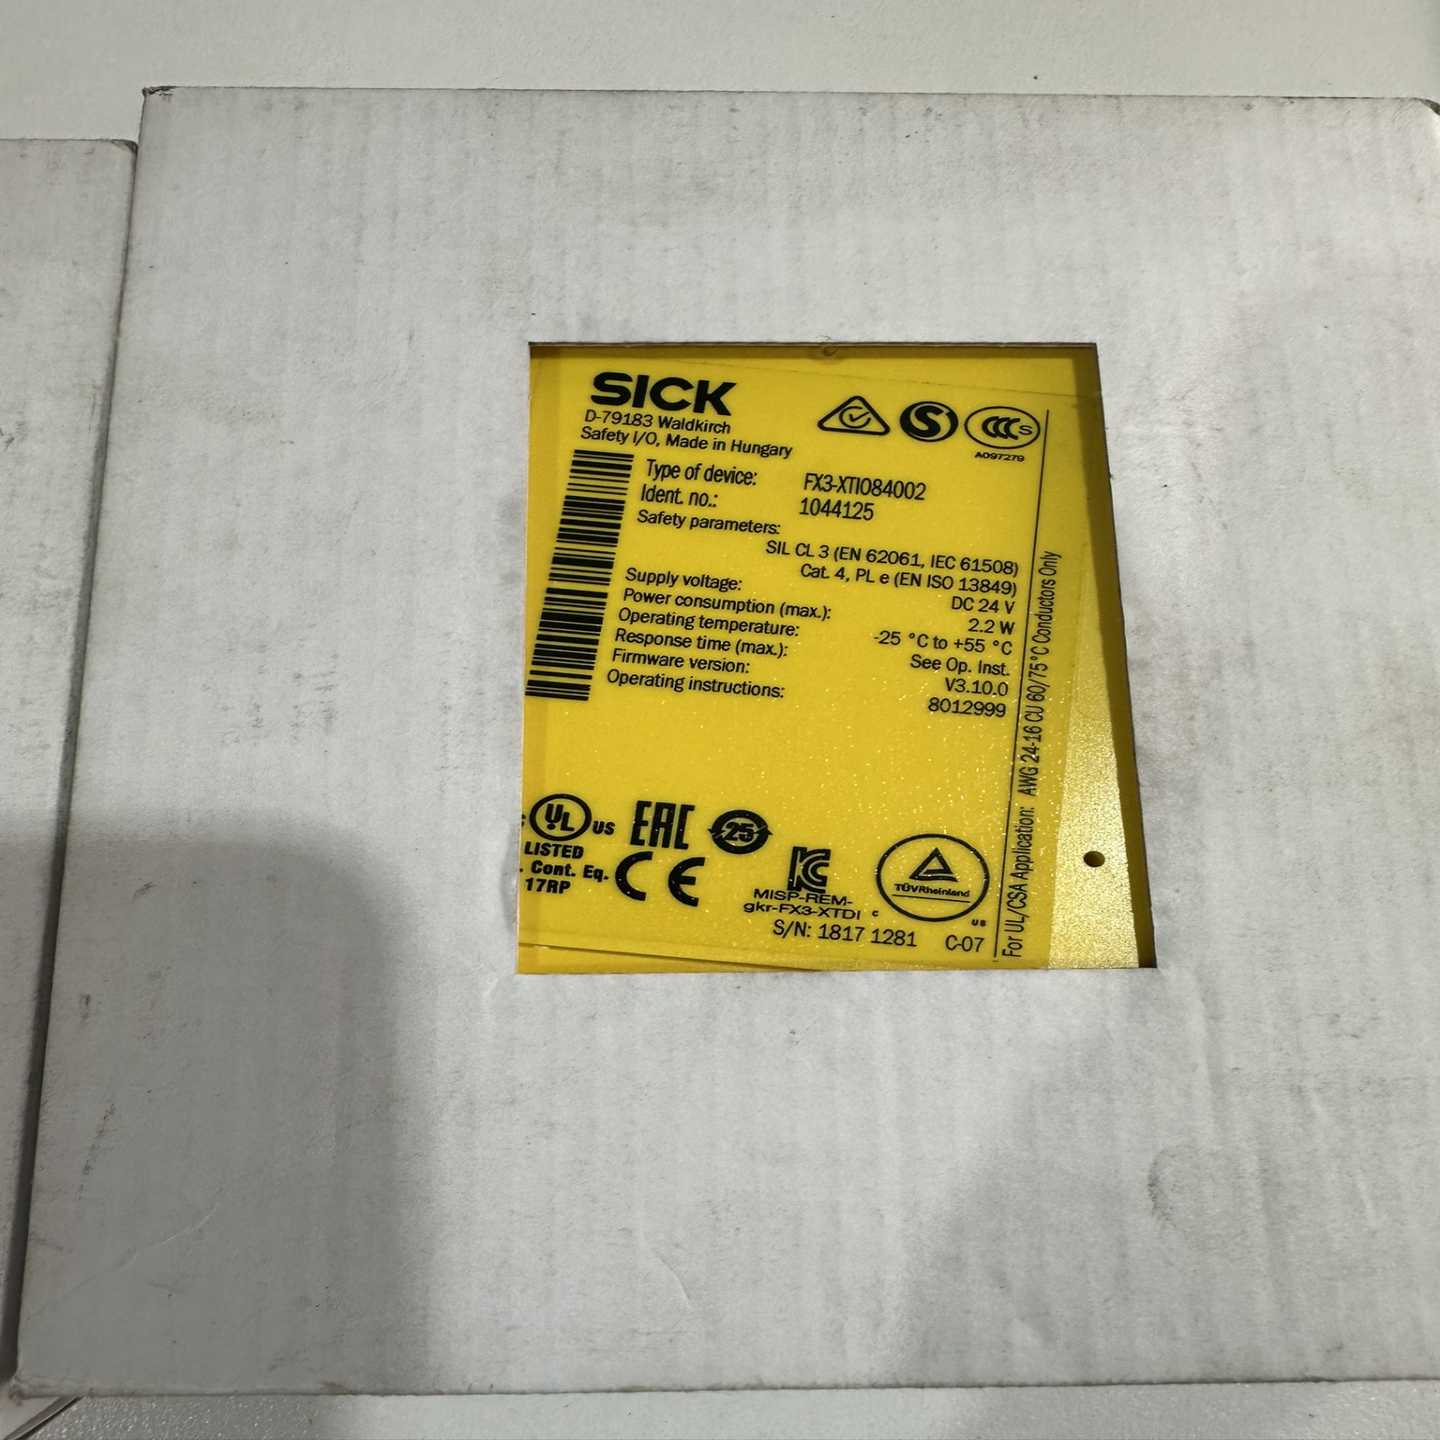 SICK
D-79183 Waldkirch
Safety I/O, Made in Hungary
A097279
Type of device: FX3-XTIO84002
Ident. no.: 1044125
Safety parameters:
SIL CL 3 (EN 62061, IEC 61508)
Cat. 4, PL e (EN ISO 13849)
Supply voltage: DC 24 V
Power consumption (max.): 2.2 W
Operating temperature: -25 °C to +55 °C
Response time (max.): See Op. Inst.
Firmware version: V3.10.0
Operating instructions: 8012999
For UL/CSA Application: AWG 24-16 CU 60/75°C Conductors Only
c UL US
LISTED
. Cont. Eq.
17RP
EAC
25
CE
KC
MISP-REM-
gkr-FX3-XTDI
c TÜVRheinland us
S/N: 1817 1281 C-07